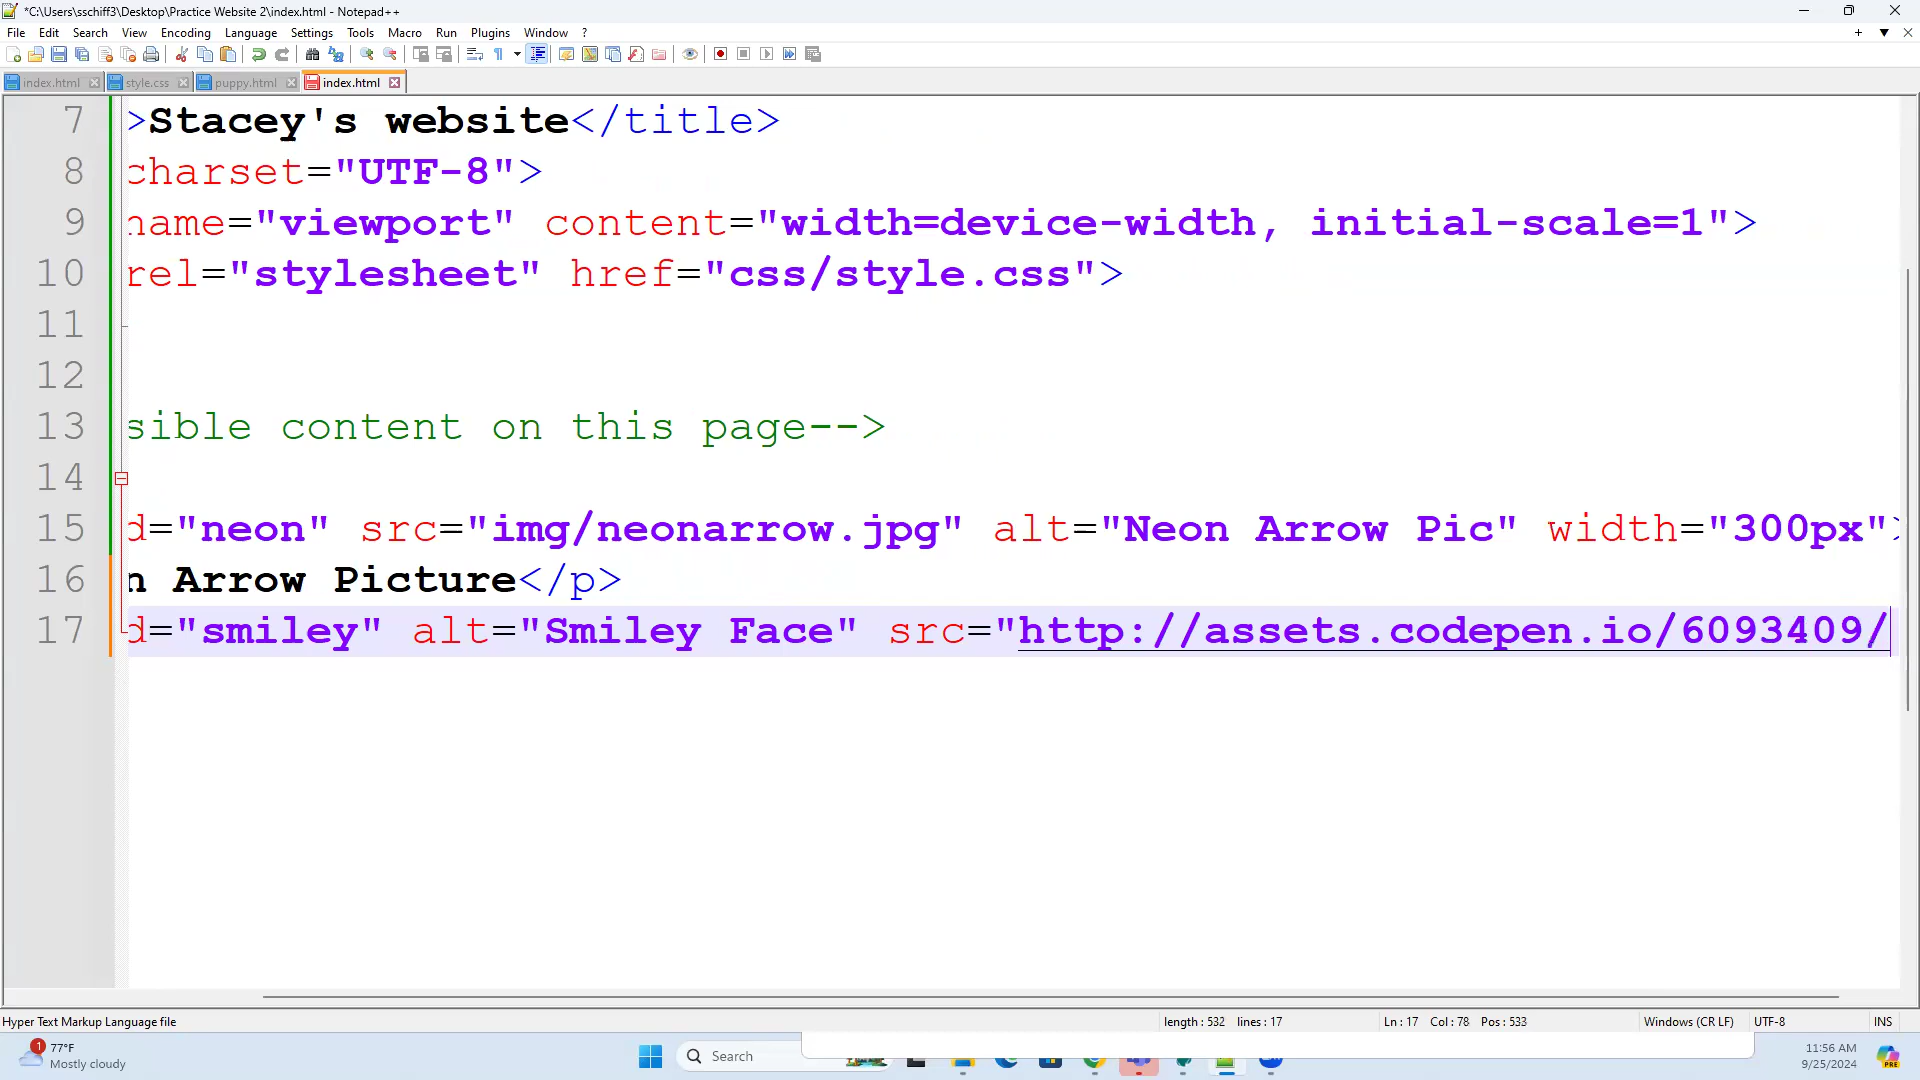 *C:\Users\sschiff3\Desktop\Practice Website 2\index.html - Notepad++
File Edit Search View Encoding Language Settings Tools Macro Run Plugins Window ?
index.html style.css puppy.html index.html
7 >Stacey's website</title>
8 charset="UTF-8">
9 name="viewport" content="width=device-width, initial-scale=1">
10 rel="stylesheet" href="css/style.css">
11
12
13 sible content on this page-->
14
15 d="neon" src="img/neonarrow.jpg" alt="Neon Arrow Pic" width="300px">
16 n Arrow Picture</p>
17 d="smiley" alt="Smiley Face" src="http://assets.codepen.io/6093409/
Hyper Text Markup Language file length : 532 lines : 17 Ln : 17 Col : 78 Pos : 533 Windows (CR LF) UTF-8 INS
1 77°F
Mostly cloudy
Search
11:56 AM
9/25/2024
PRE